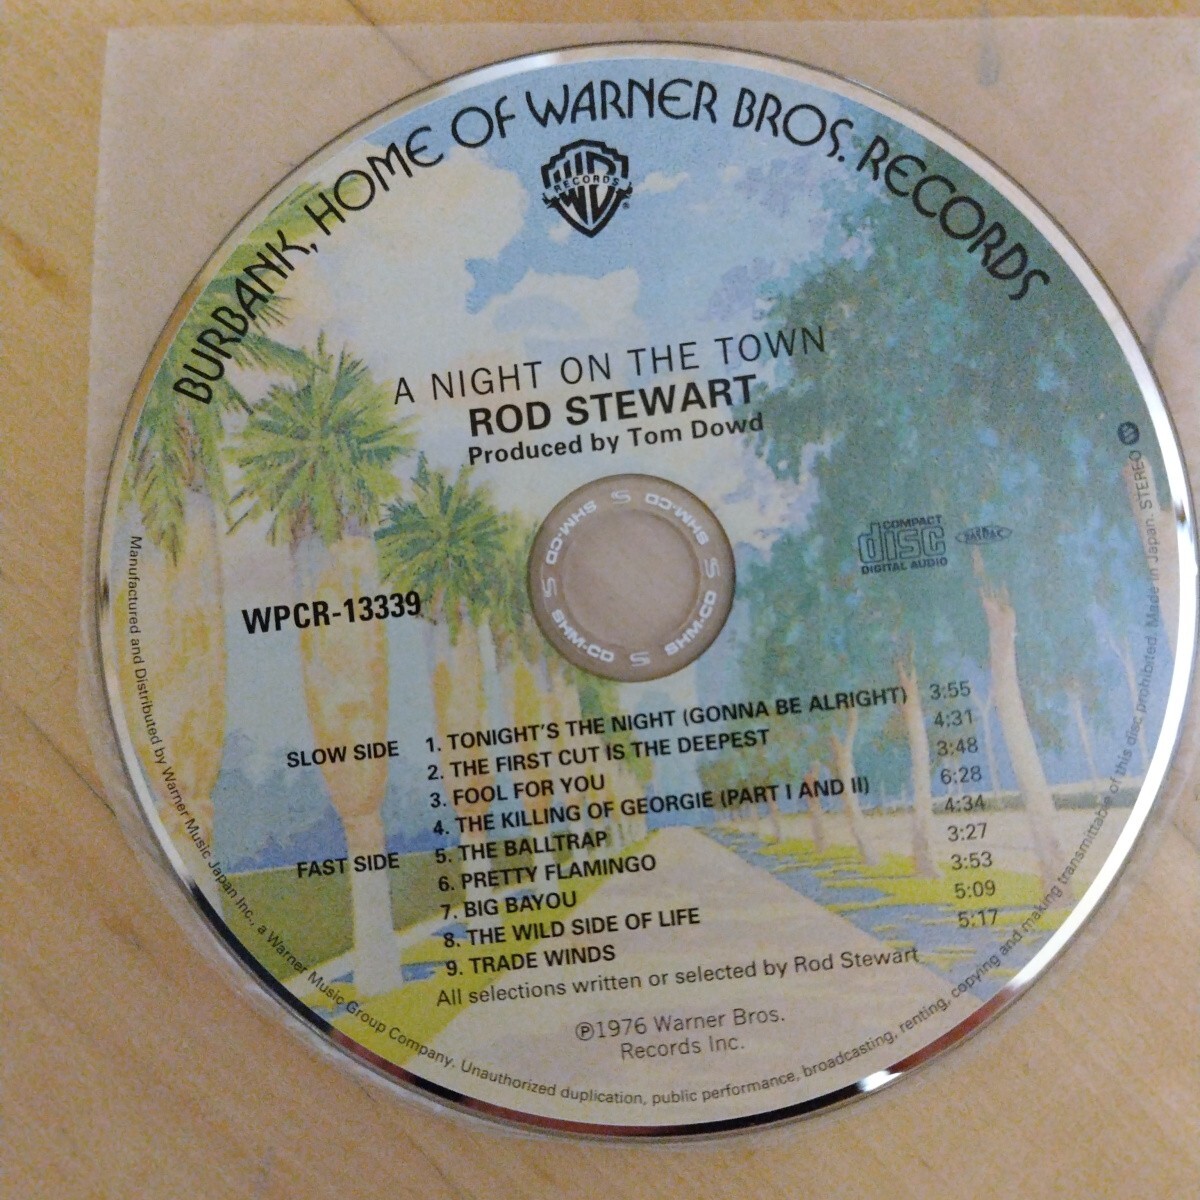 BURBANK, HOME OF WARNER BROS. RECORDS
RECORDS
A NIGHT ON THE TOWN
ROD STEWART
Produced by Tom Dowd
SHM-CD SHM-CD SHM-CD SHM-CD
COMPACT
disc
DIGITAL AUDIO
JASRAC
STEREO
WPCR-13339
SLOW SIDE 1. TONIGHT'S THE NIGHT (GONNA BE ALRIGHT) 3:55
2. THE FIRST CUT IS THE DEEPEST 4:31
3. FOOL FOR YOU 3:48
4. THE KILLING OF GEORGIE (PART I AND II) 6:28
FAST SIDE 5. THE BALLTRAP 4:34
6. PRETTY FLAMINGO 3:27
7. BIG BAYOU 3:53
8. THE WILD SIDE OF LIFE 5:09
9. TRADE WINDS 5:17
All selections written or selected by Rod Stewart
℗1976 Warner Bros.
Records Inc.
Manufactured and Distributed by Warner Music Japan Inc., a Warner Music Group Company. Unauthorized duplication, public performance, broadcasting, renting, copying and making transmittable of this disc prohibited. Made in Japan.